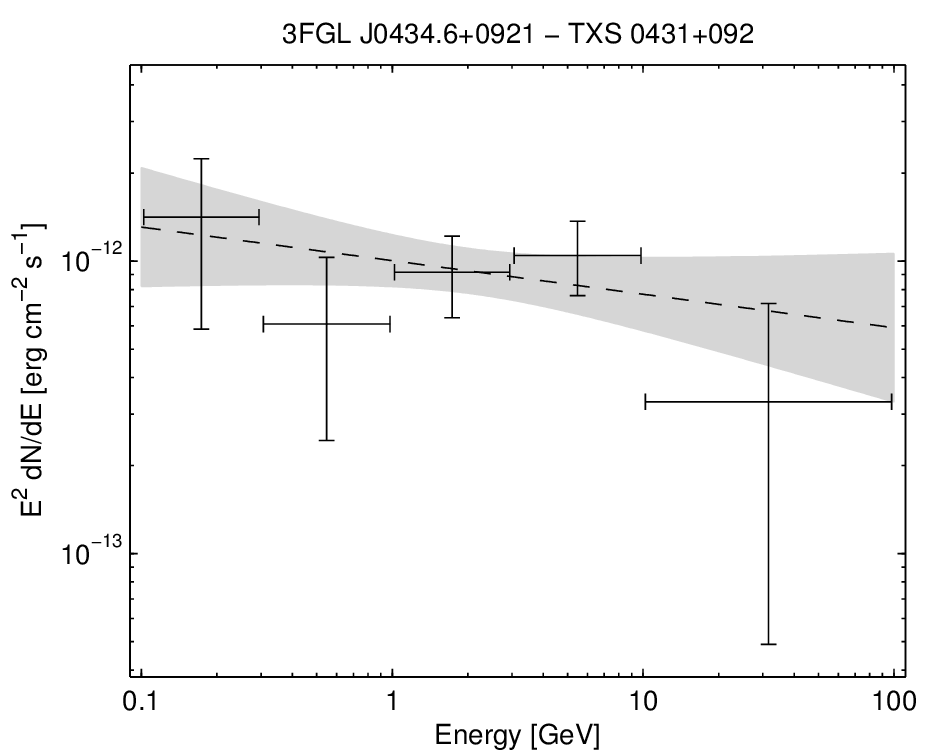 3FGL J0434.6+0921 − TXS 0431+092
E² dN/dE [erg cm⁻² s⁻¹]
10⁻¹²
10⁻¹³
0.1 1 10 100
Energy [GeV]